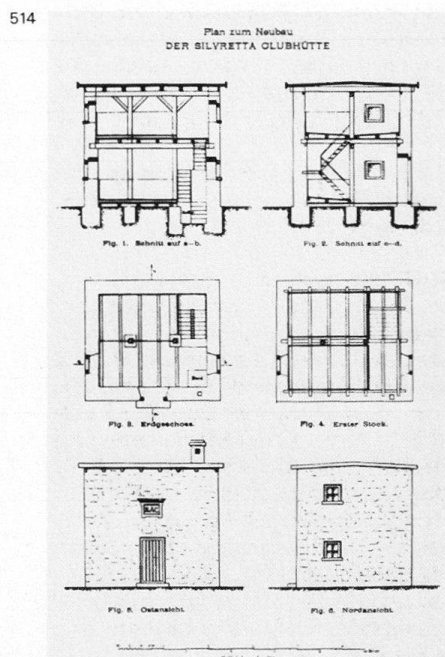 514
Plan zum Neubau
DER SILVRETTA CLUBHÜTTE
Fig. 1. Schnitt auf a-b.
Fig. 2. Schnitt auf c-d.
Fig. 3. Erdgeschoss.
Fig. 4. Erster Stock.
S.A.C.
Fig. 5. Ostansicht.
Fig. 6. Nordansicht.